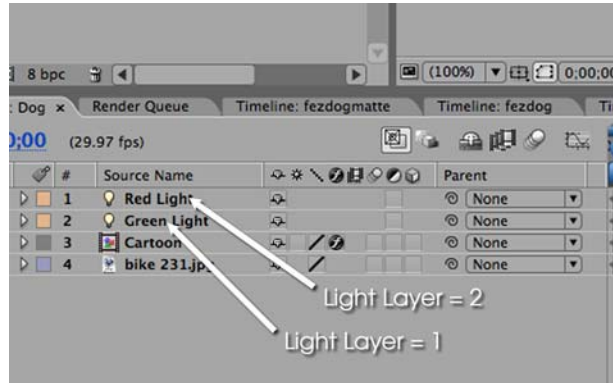 8 bpc (100%) 0;00;00
: Dog × Render Queue Timeline: fezdogmatte Timeline: fezdog Ti
0;00 (29.97 fps)
# Source Name Parent
1 Red Light None
2 Green Light None
3 Cartoon None
4 bike 231.jpg None
Light Layer = 2
Light Layer = 1